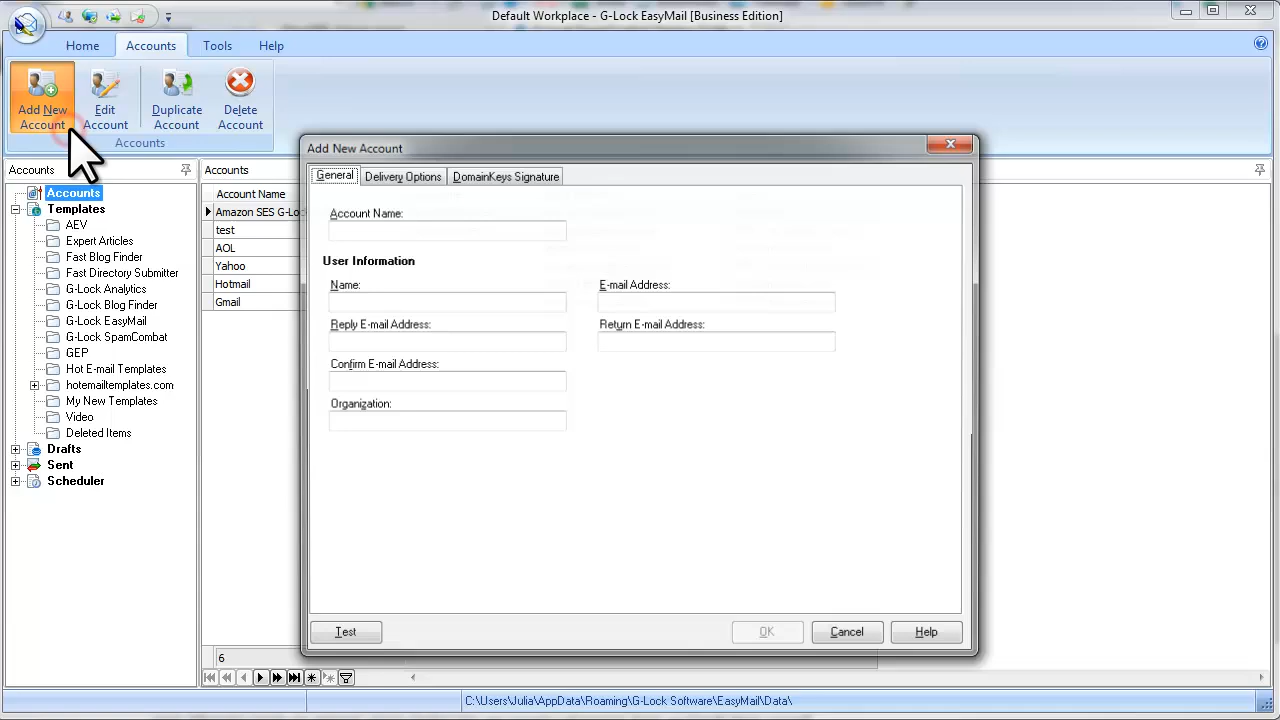 Default Workplace - G-Lock EasyMail [Business Edition]
Home
Accounts
Tools
Help
Add New Account
Edit Account
Duplicate Account
Delete Account
Accounts
Accounts
Accounts
Templates
AEV
Expert Articles
Fast Blog Finder
Fast Directory Submitter
G-Lock Analytics
G-Lock Blog Finder
G-Lock EasyMail
G-Lock SpamCombat
GEP
Hot E-mail Templates
hotemailtemplates.com
My New Templates
Video
Deleted Items
Drafts
Sent
Scheduler
Accounts
Account Name
Amazon SES G-Loc
test
AOL
Yahoo
Hotmail
Gmail
6
Add New Account
General
Delivery Options
DomainKeys Signature
Account Name:
User Information
Name:
E-mail Address:
Reply E-mail Address:
Return E-mail Address:
Confirm E-mail Address:
Organization:
Test
OK
Cancel
Help
C:\Users\Julia\AppData\Roaming\G-Lock Software\EasyMail\Data\